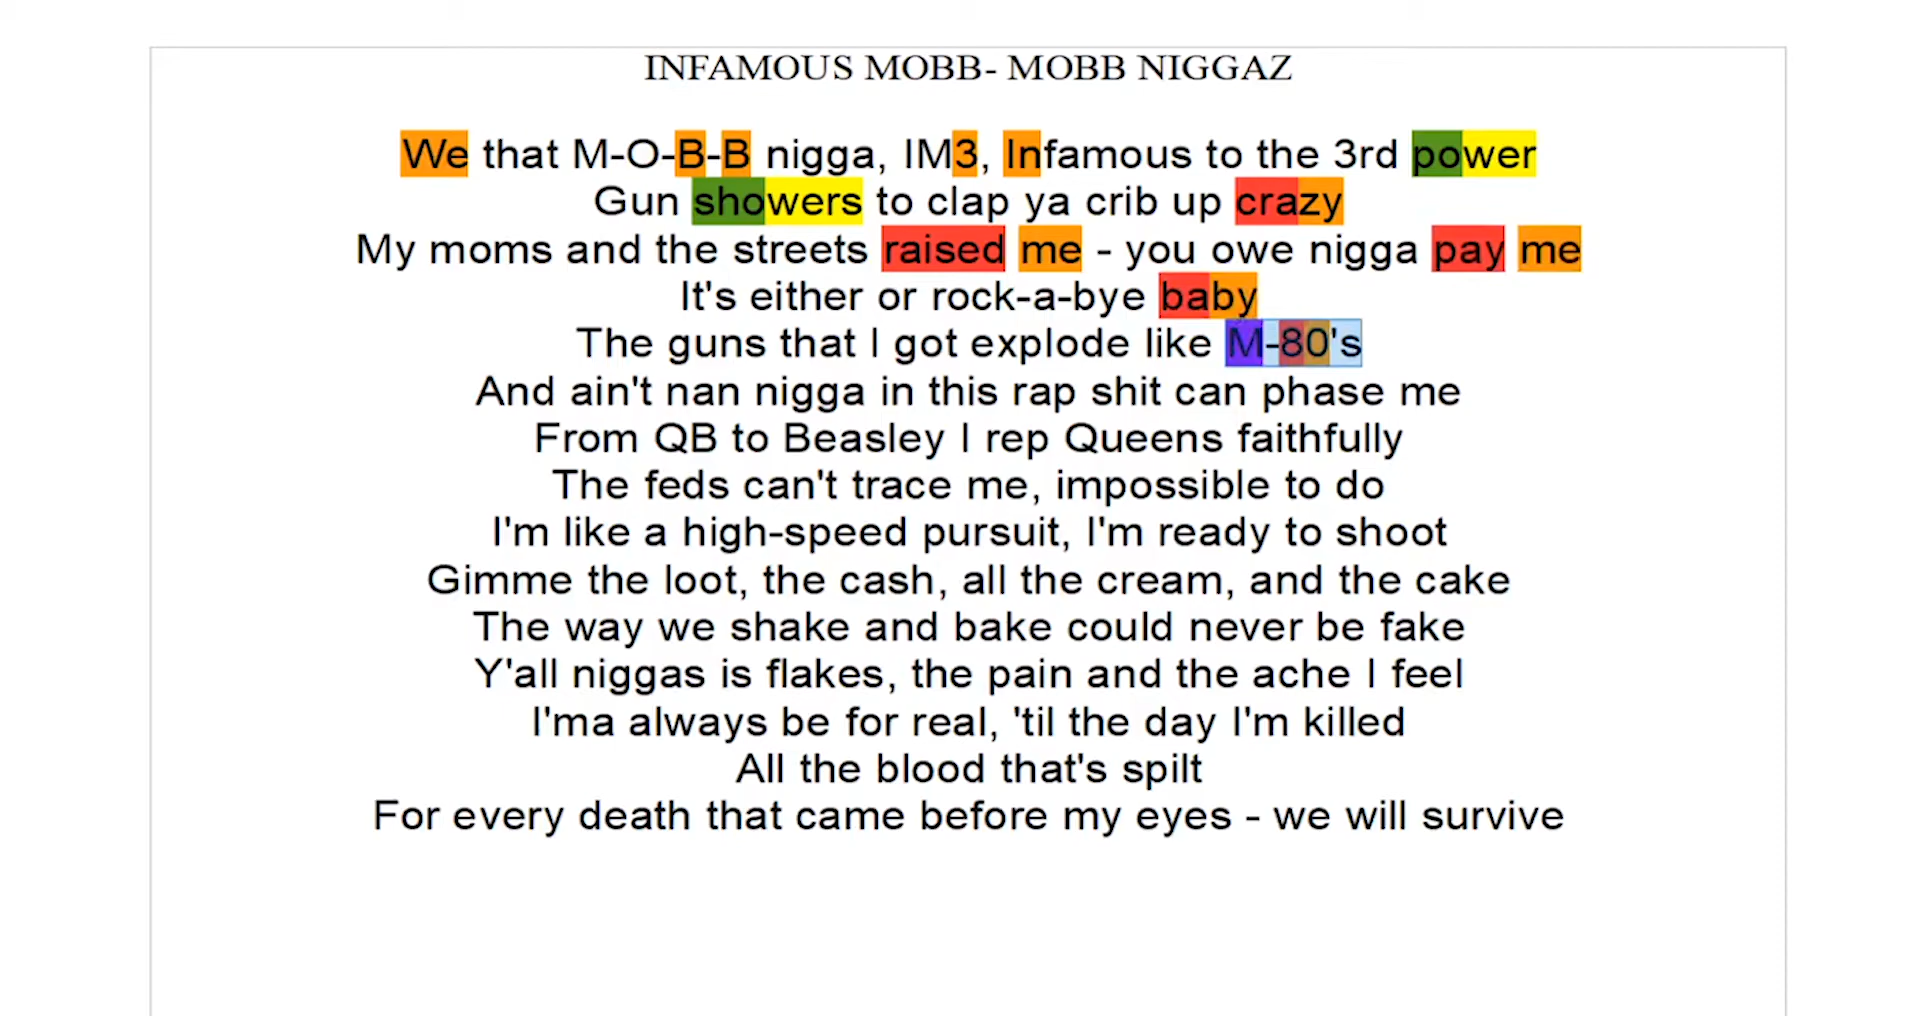 INFAMOUS MOBB- MOBB NIGGAZ
We that M-O-B-B nigga, IM3, Infamous to the 3rd power
Gun showers to clap ya crib up crazy
My moms and the streets raised me - you owe nigga pay me
It's either or rock-a-bye baby
The guns that I got explode like M-80's
And ain't nan nigga in this rap shit can phase me
From QB to Beasley I rep Queens faithfully
The feds can't trace me, impossible to do
I'm like a high-speed pursuit, I'm ready to shoot
Gimme the loot, the cash, all the cream, and the cake
The way we shake and bake could never be fake
Y'all niggas is flakes, the pain and the ache I feel
I'ma always be for real, 'til the day I'm killed
All the blood that's spilt
For every death that came before my eyes - we will survive